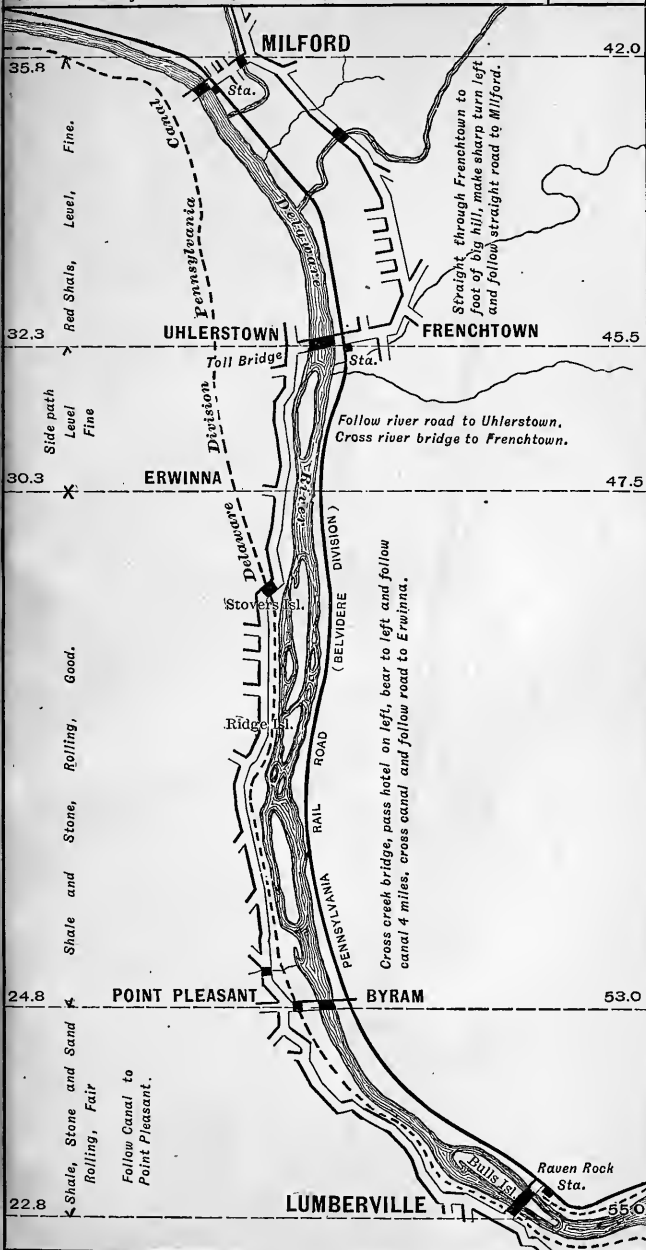 MILFORD
35.8
42.0
Sta.
Canal
Red Shals, Level, Fine.
Pennsylvania
Delaware
Straight through Frenchtown to
foot of big hill, make sharp turn left
and follow straight road to Milford.
UHLERSTOWN
FRENCHTOWN
32.3
45.5
Toll Bridge
Sta.
Side path
Level
Fine
Division
Follow river road to Uhlerstown,
Cross river bridge to Frenchtown.
ERWINNA
30.3
47.5
River
Delaware
Stovers Isl.
(BELVIDERE DIVISION)
Ridge Isl.
Shale and Stone, Rolling, Good.
PENNSYLVANIA RAIL ROAD
Cross creek bridge, pass hotel on left, bear to left and follow
canal 4 miles, cross canal and follow road to Erwinna.
POINT PLEASANT
BYRAM
24.8
53.0
Shale, Stone and Sand
Rolling, Fair
Follow Canal to
Point Pleasant.
Bulls Isl.
Raven Rock
Sta.
LUMBERVILLE
22.8
55.0